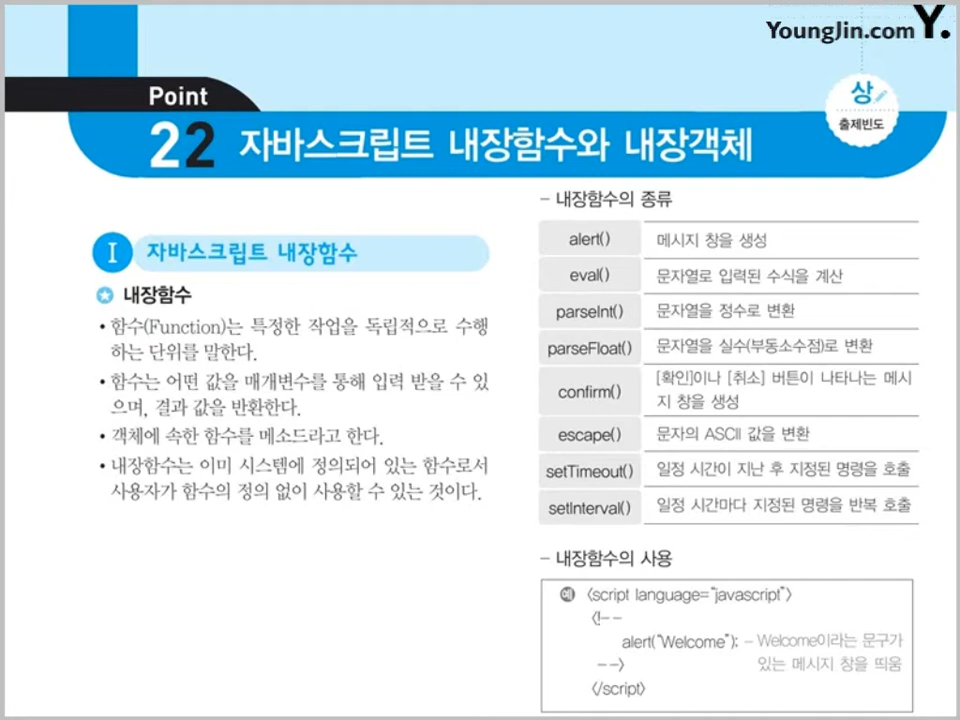 YoungJin.com Y.
Point
22 자바스크립트 내장함수와 내장객체
상
출제빈도
I 자바스크립트 내장함수
내장함수
• 함수(Function)는 특정한 작업을 독립적으로 수행
하는 단위를 말한다.
• 함수는 어떤 값을 매개변수를 통해 입력 받을 수 있
으며, 결과 값을 반환한다.
• 객체에 속한 함수를 메소드라고 한다.
• 내장함수는 이미 시스템에 정의되어 있는 함수로서
사용자가 함수의 정의 없이 사용할 수 있는 것이다.
– 내장함수의 종류
alert() 메시지 창을 생성
eval() 문자열로 입력된 수식을 계산
parseInt() 문자열을 정수로 변환
parseFloat() 문자열을 실수(부동소수점)로 변환
confirm() [확인]이나 [취소] 버튼이 나타나는 메시
지 창을 생성
escape() 문자의 ASCII 값을 변환
setTimeout() 일정 시간이 지난 후 지정된 명령을 호출
setInterval() 일정 시간마다 지정된 명령을 반복 호출
– 내장함수의 사용
예 〈script language="javascript"〉
〈!--
alert("Welcome"); – Welcome이라는 문구가
--〉 있는 메시지 창을 띄움
〈/script〉